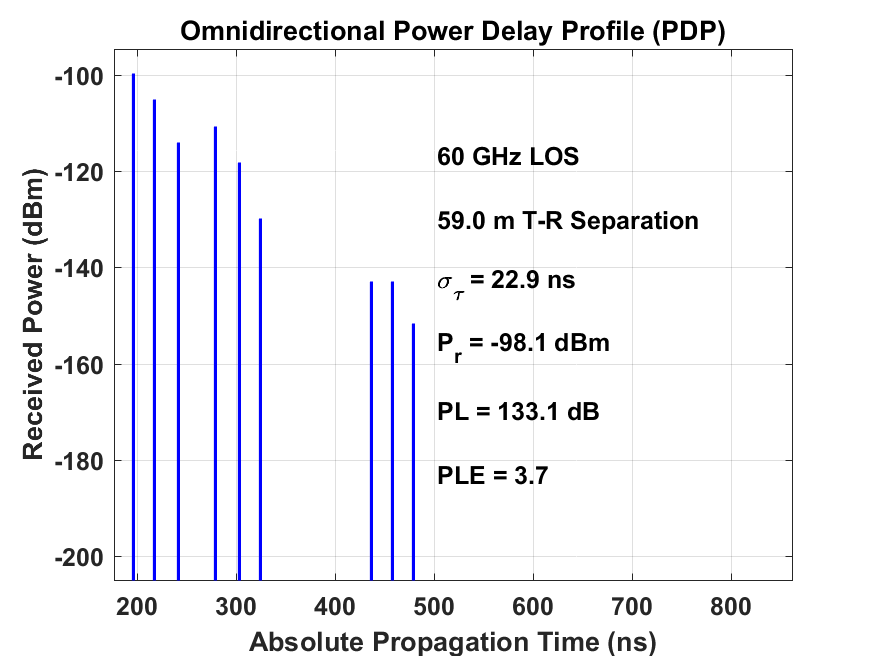 Omnidirectional Power Delay Profile (PDP)
Received Power (dBm)
-100
-120
-140
-160
-180
-200
60 GHz LOS
59.0 m T-R Separation
σ_τ = 22.9 ns
P_r = -98.1 dBm
PL = 133.1 dB
PLE = 3.7
200 300 400 500 600 700 800
Absolute Propagation Time (ns)